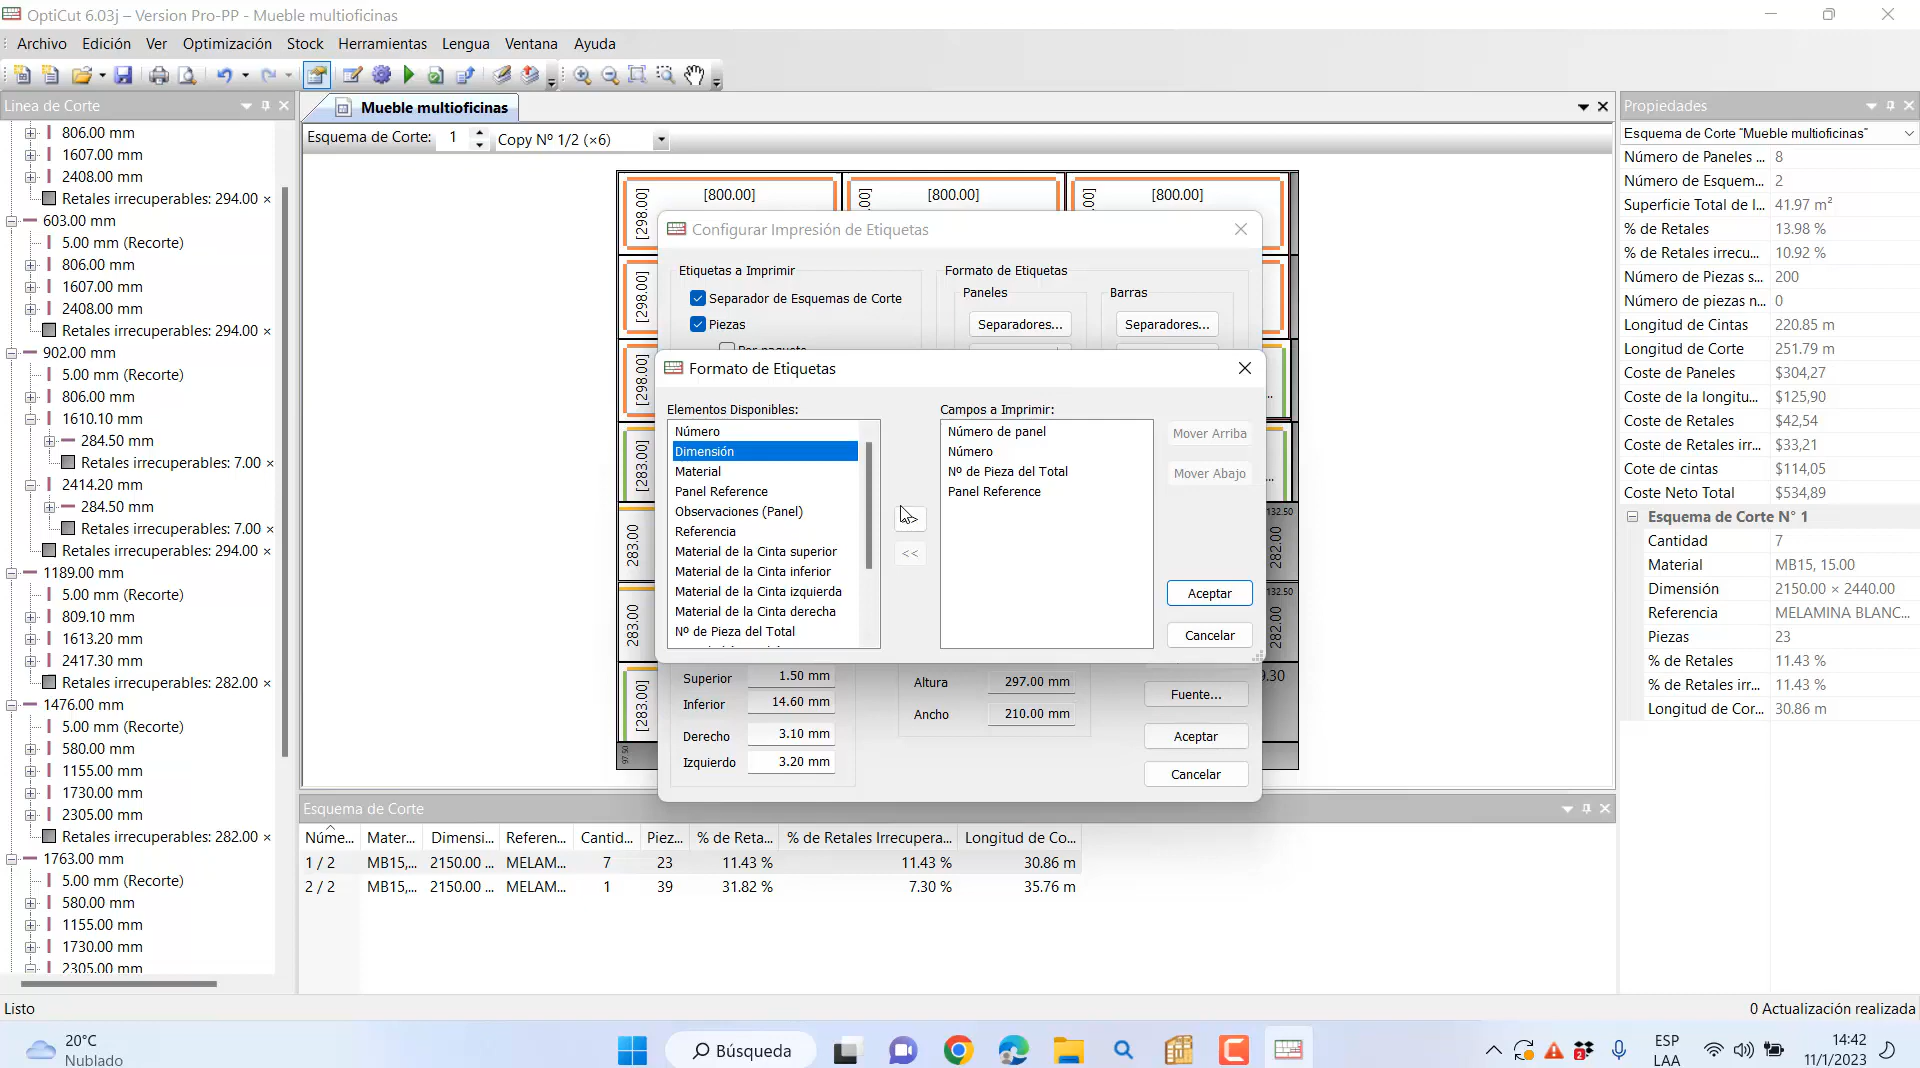 OptiCut 6.03j – Version Pro-PP - Mueble multioficinas
Archivo Edición Ver Optimización Stock Herramientas Lengua Ventana Ayuda
Linea de Corte
806.00 mm
1607.00 mm
2408.00 mm
Retales irrecuperables: 294.00 ×
603.00 mm
5.00 mm (Recorte)
806.00 mm
1607.00 mm
2408.00 mm
Retales irrecuperables: 294.00 ×
902.00 mm
5.00 mm (Recorte)
806.00 mm
1610.10 mm
284.50 mm
Retales irrecuperables: 7.00 ×
2414.20 mm
284.50 mm
Retales irrecuperables: 7.00 ×
Retales irrecuperables: 294.00 ×
1189.00 mm
5.00 mm (Recorte)
809.10 mm
1613.20 mm
2417.30 mm
Retales irrecuperables: 282.00 ×
1476.00 mm
5.00 mm (Recorte)
580.00 mm
1155.00 mm
1730.00 mm
2305.00 mm
Retales irrecuperables: 282.00 ×
1763.00 mm
5.00 mm (Recorte)
580.00 mm
1155.00 mm
1730.00 mm
2305.00 mm
Mueble multioficinas
Esquema de Corte: 1 Copy Nº 1/2 (×6)
[800.00] [800.00] [800.00]
[298.00]
[298.00]
[298.00]
[283.00]
283.00
283.00
[283.00]
97.50
132.50
282.00
132.50
282.00
Configurar Impresión de Etiquetas
Etiquetas a Imprimir
Separador de Esquemas de Corte
Piezas
Formato de Etiquetas
Paneles
Separadores...
Barras
Separadores...
Formato de Etiquetas
Elementos Disponibles:
Número
Dimensión
Material
Panel Reference
Observaciones (Panel)
Referencia
Material de la Cinta superior
Material de la Cinta inferior
Material de la Cinta izquierda
Material de la Cinta derecha
Nº de Pieza del Total
<<
Campos a Imprimir:
Número de panel
Número
Nº de Pieza del Total
Panel Reference
Mover Arriba
Mover Abajo
Aceptar
Cancelar
Superior 1.50 mm
Inferior 14.60 mm
Derecho 3.10 mm
Izquierdo 3.20 mm
Altura 297.00 mm
Ancho 210.00 mm
Fuente...
Aceptar
Cancelar
Esquema de Corte
Núme... Mater... Dimensi... Referen... Cantid... Piez... % de Reta... % de Retales Irrecupera... Longitud de Co...
1 / 2 MB15,... 2150.00 ... MELAM... 7 23 11.43 % 11.43 % 30.86 m
2 / 2 MB15,... 2150.00 ... MELAM... 1 39 31.82 % 7.30 % 35.76 m
Propiedades
Esquema de Corte "Mueble multioficinas"
Número de Paneles ... 8
Número de Esquem... 2
Superficie Total de l... 41.97 m²
% de Retales 13.98 %
% de Retales irrecu... 10.92 %
Número de Piezas s... 200
Número de piezas n... 0
Longitud de Cintas 220.85 m
Longitud de Corte 251.79 m
Coste de Paneles $304,27
Coste de la longitu... $125,90
Coste de Retales $42,54
Coste de Retales irr... $33,21
Cote de cintas $114,05
Coste Neto Total $534,89
Esquema de Corte N° 1
Cantidad 7
Material MB15, 15.00
Dimensión 2150.00 × 2440.00
Referencia MELAMINA BLANC...
Piezas 23
% de Retales 11.43 %
% de Retales irr... 11.43 %
Longitud de Cor... 30.86 m
Listo
0 Actualización realizada
20°C
Nublado
Búsqueda
ESP
LAA
14:42
11/1/2023